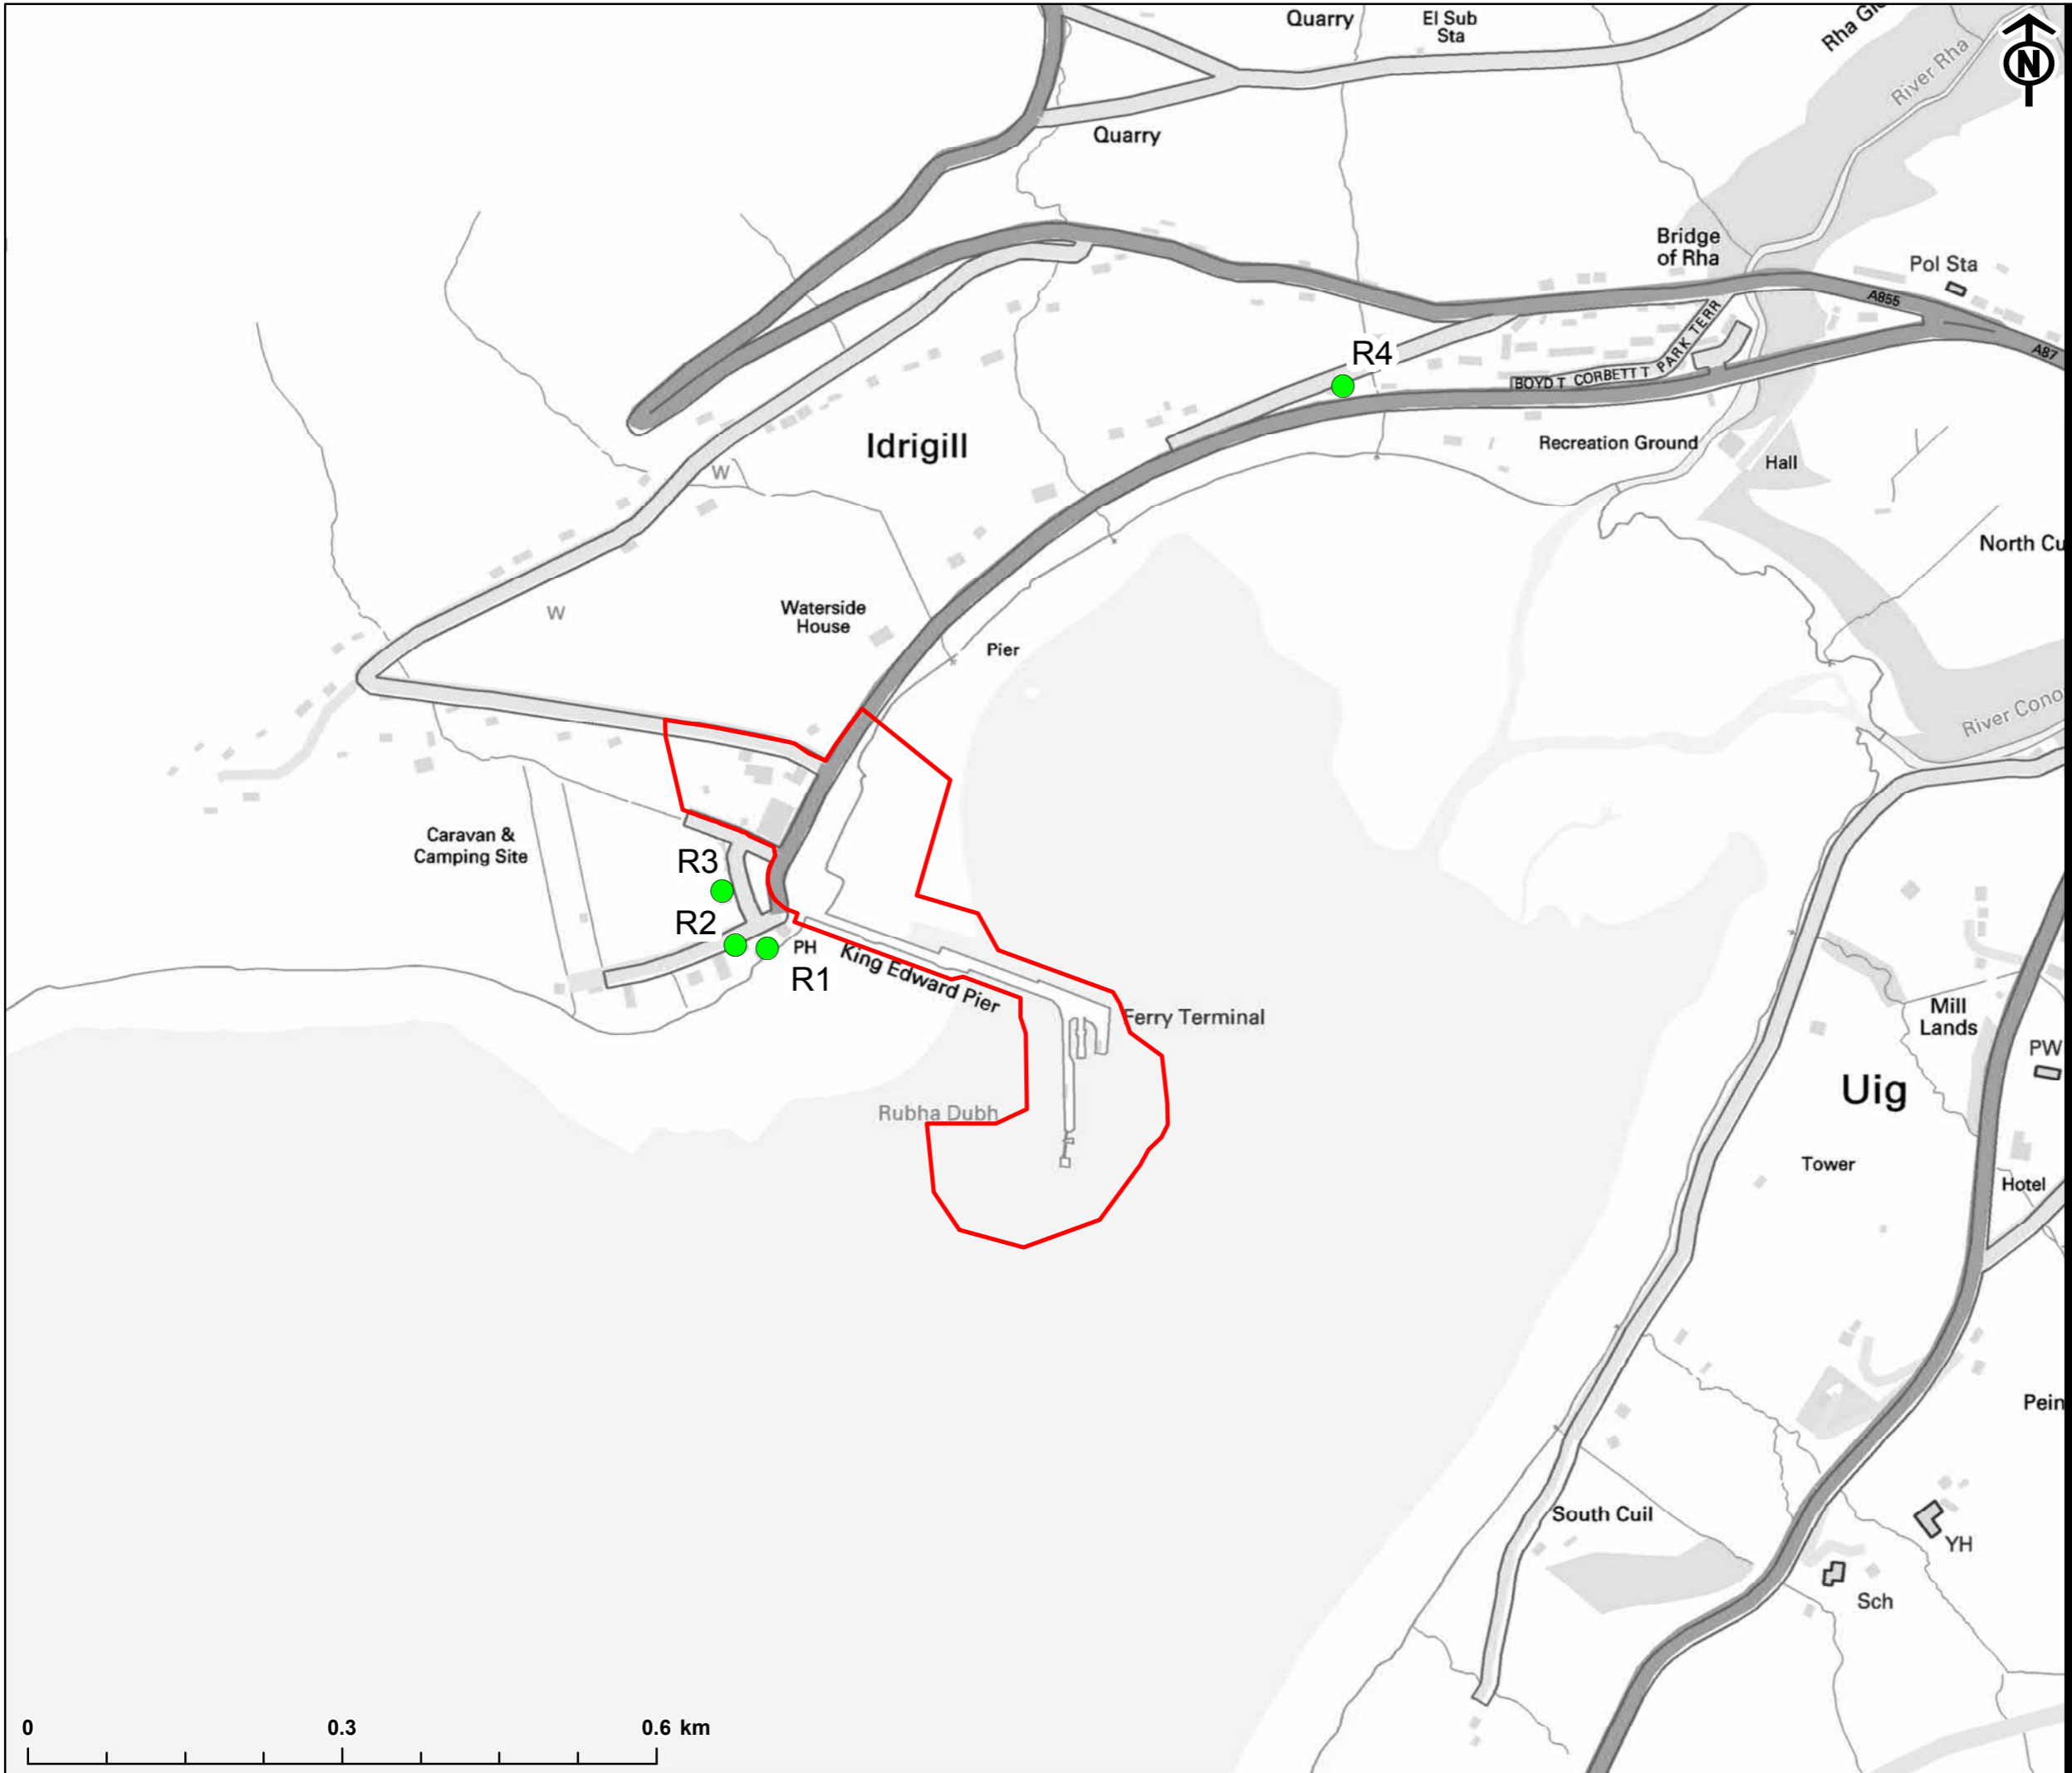 Quarry
El Sub
Sta
River Rha
N
Quarry
Bridge
of Rha
Pol Sta
A855
A87
PARK TERR
R4
BOYD T
CORBETT T
Idrigill
Recreation Ground
Hall
W
North Cu
W
Waterside
House
Pier
River Cono
Caravan &
Camping Site
R3
R2
PH
R1
King Edward Pier
Ferry Terminal
Mill
Lands
PW
Uig
Rubha Dubh
Tower
Hotel
Pein
South Cuil
YH
Sch
0
0.3
0.6 km